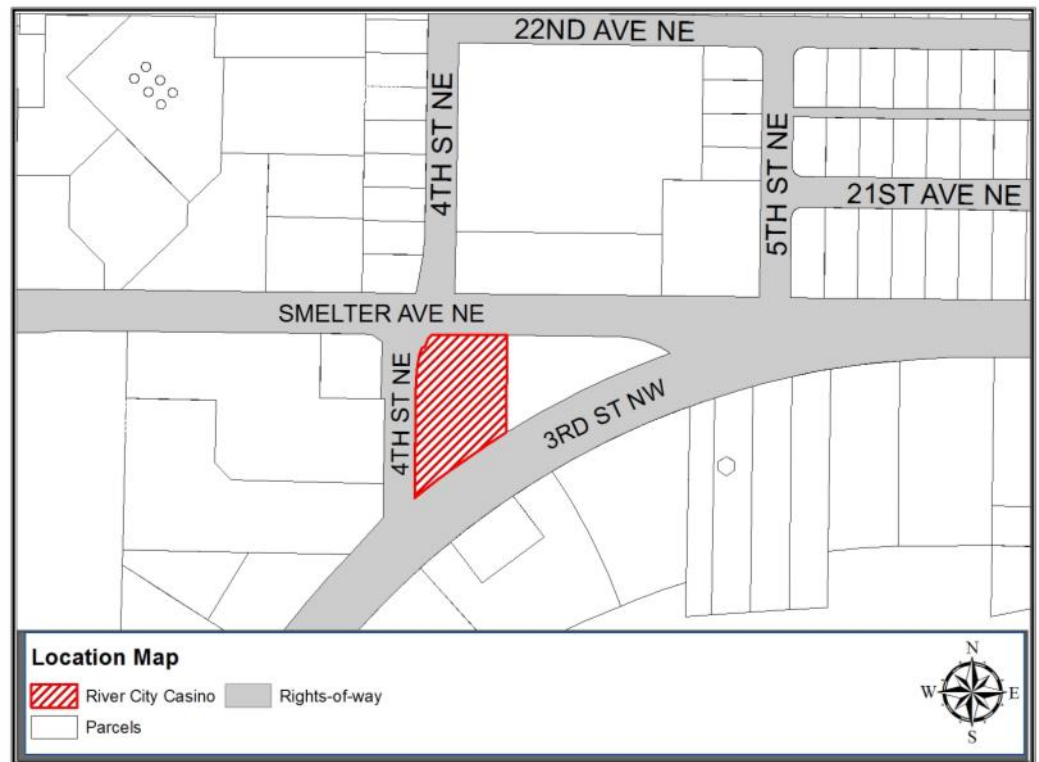 22ND AVE NE
4TH ST NE
5TH ST NE
21ST AVE NE
SMELTER AVE NE
4TH ST NE
3RD ST NW
Location Map
River City Casino
Rights-of-way
Parcels
N
W
E
S